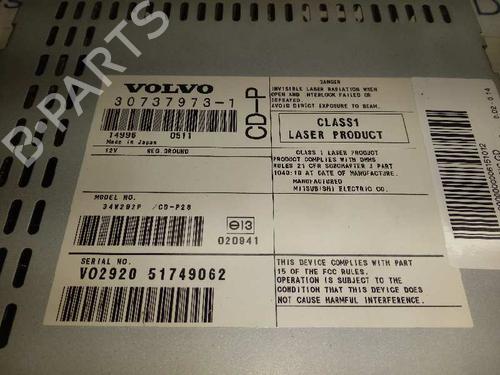 B-PARTS
VOLVO
30737973-1
14996 0511
Made in Japan
12V NEG.GROUND
CD-P
DANGER
INVISIBLE LASER RADIATION WHEN
OPEN AND INTERLOCK FAILED OR
DEFEATED.
AVOID DIRECT EXPOSURE TO BEAM.
CLASS1
LASER PRODUCT
CLASS 1 LASER PRODUCT
PRODUCT COMPLIES WITH DHHS
RULES 21 CFR SUBCHAPTER J PART
1040:10 AT DATE OF MANUFACTURE.
MANUFACTURED
MITSUBISHI ELECTRIC CO.
MODEL NO.
34W292P /CD-P28
e13
020941
SERIAL NO.
VO2920 51749062
THIS DEVICE COMPLIES WITH PART
15 OF THE FCC RULES.
OPERATION IS SUBJECT TO THE
CONDITION THAT THIS DEVICE DOES
NOT CAUSE HARMFUL INTERFERENCE.